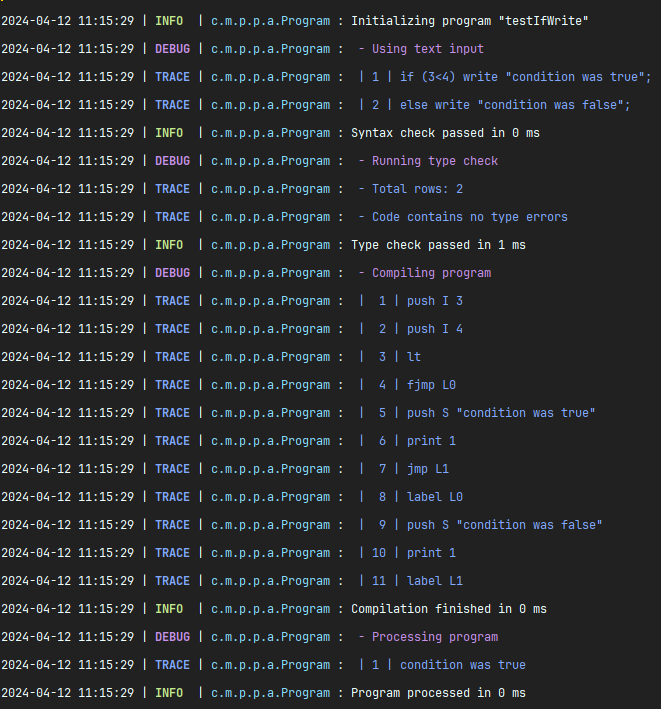 2024-04-12 11:15:29 | INFO  | c.m.p.p.a.Program : Initializing program "testIfWrite"
2024-04-12 11:15:29 | DEBUG | c.m.p.p.a.Program :  - Using text input
2024-04-12 11:15:29 | TRACE | c.m.p.p.a.Program :  | 1 | if (3<4) write "condition was true";
2024-04-12 11:15:29 | TRACE | c.m.p.p.a.Program :  | 2 | else write "condition was false";
2024-04-12 11:15:29 | INFO  | c.m.p.p.a.Program : Syntax check passed in 0 ms
2024-04-12 11:15:29 | DEBUG | c.m.p.p.a.Program :  - Running type check
2024-04-12 11:15:29 | TRACE | c.m.p.p.a.Program :  - Total rows: 2
2024-04-12 11:15:29 | TRACE | c.m.p.p.a.Program :  - Code contains no type errors
2024-04-12 11:15:29 | INFO  | c.m.p.p.a.Program : Type check passed in 1 ms
2024-04-12 11:15:29 | DEBUG | c.m.p.p.a.Program :  - Compiling program
2024-04-12 11:15:29 | TRACE | c.m.p.p.a.Program :  |  1 | push I 3
2024-04-12 11:15:29 | TRACE | c.m.p.p.a.Program :  |  2 | push I 4
2024-04-12 11:15:29 | TRACE | c.m.p.p.a.Program :  |  3 | lt
2024-04-12 11:15:29 | TRACE | c.m.p.p.a.Program :  |  4 | fjmp L0
2024-04-12 11:15:29 | TRACE | c.m.p.p.a.Program :  |  5 | push S "condition was true"
2024-04-12 11:15:29 | TRACE | c.m.p.p.a.Program :  |  6 | print 1
2024-04-12 11:15:29 | TRACE | c.m.p.p.a.Program :  |  7 | jmp L1
2024-04-12 11:15:29 | TRACE | c.m.p.p.a.Program :  |  8 | label L0
2024-04-12 11:15:29 | TRACE | c.m.p.p.a.Program :  |  9 | push S "condition was false"
2024-04-12 11:15:29 | TRACE | c.m.p.p.a.Program :  | 10 | print 1
2024-04-12 11:15:29 | TRACE | c.m.p.p.a.Program :  | 11 | label L1
2024-04-12 11:15:29 | INFO  | c.m.p.p.a.Program : Compilation finished in 0 ms
2024-04-12 11:15:29 | DEBUG | c.m.p.p.a.Program :  - Processing program
2024-04-12 11:15:29 | TRACE | c.m.p.p.a.Program :  | 1 | condition was true
2024-04-12 11:15:29 | INFO  | c.m.p.p.a.Program : Program processed in 0 ms